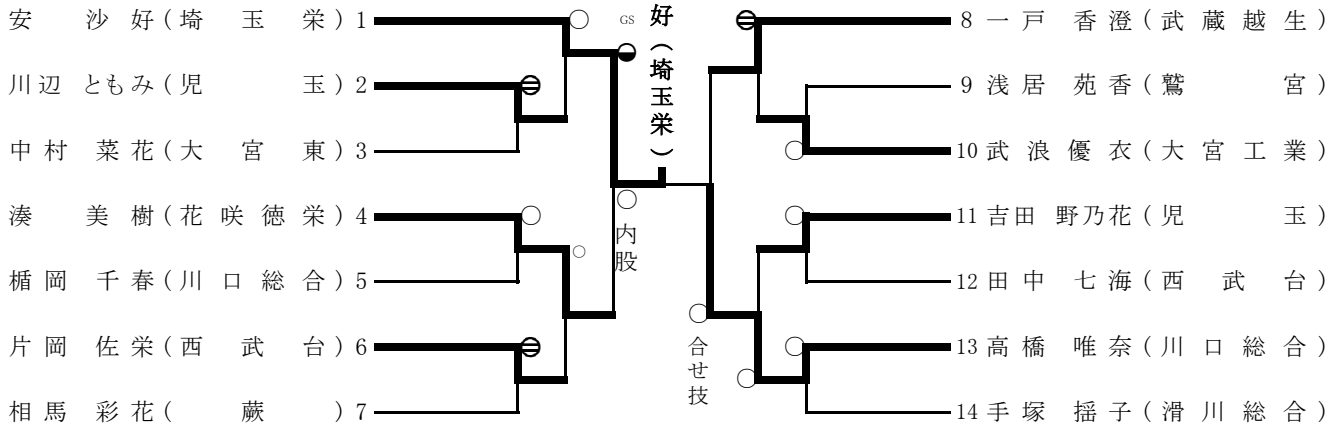 安 沙 好 ( 埼 玉 栄 ) 1
川辺 ともみ ( 児 玉 ) 2
中 村 菜 花 ( 大 宮 東 ) 3
湊 美 樹 ( 花 咲 徳 栄 ) 4
楯 岡 千 春 ( 川 口 総 合 ) 5
片 岡 佐 栄 ( 西 武 台 ) 6
相 馬 彩 花 ( 蕨 ) 7
GS
好(埼玉栄)
内股
合せ技
8 一 戸 香 澄 ( 武 蔵 越 生 )
9 浅 居 苑 香 ( 鷲 宮 )
10 武 浪 優 衣 ( 大 宮 工 業 )
11 吉田 野乃花 ( 児 玉 )
12 田 中 七 海 ( 西 武 台 )
13 高 橋 唯 奈 ( 川 口 総 合 )
14 手 塚 揺 子 ( 滑 川 総 合 )